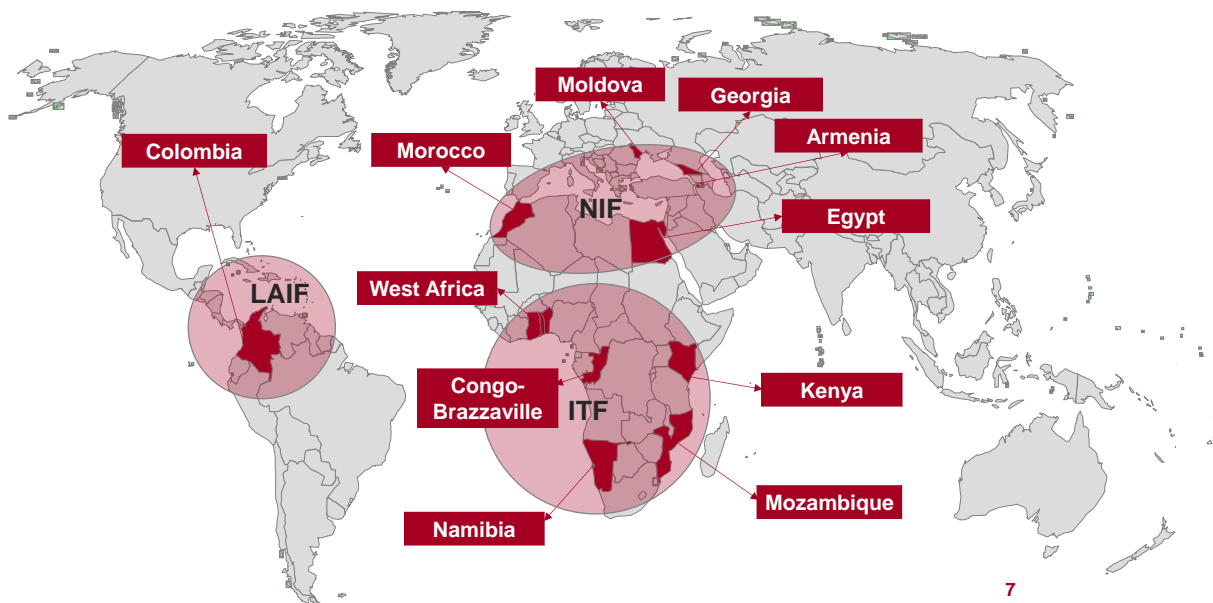 Moldova
Georgia
Colombia
Morocco
Armenia
NIF
Egypt
LAIF
West Africa
Congo-
Brazzaville
ITF
Kenya
Namibia
Mozambique
7